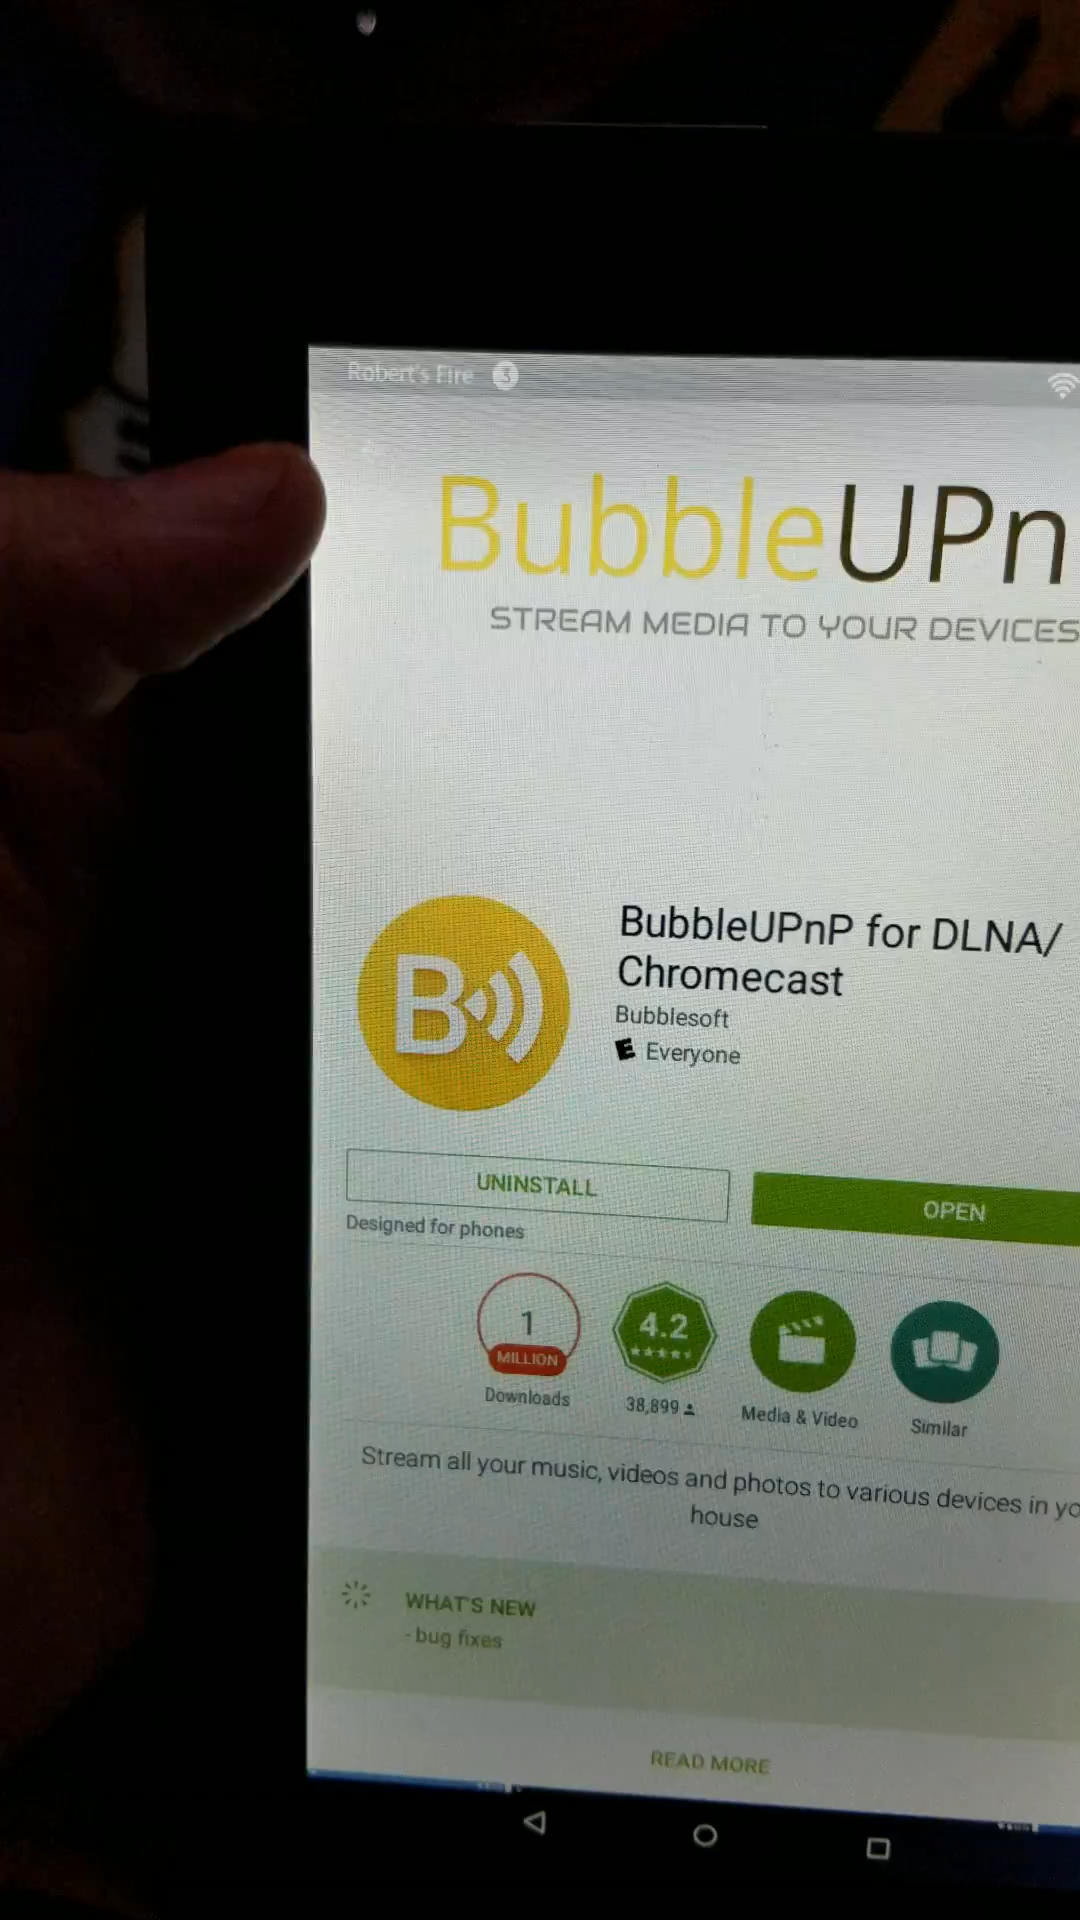 Robert's Fire 3
BubbleUPn
STREAM MEDIA TO YOUR DEVICES
B
BubbleUPnP for DLNA/
Chromecast
Bubblesoft
E Everyone
UNINSTALL
OPEN
Designed for phones
1
MILLION
Downloads
4.2
38,899
Media & Video
Similar
Stream all your music, videos and photos to various devices in yo
house
WHAT'S NEW
- bug fixes
READ MORE